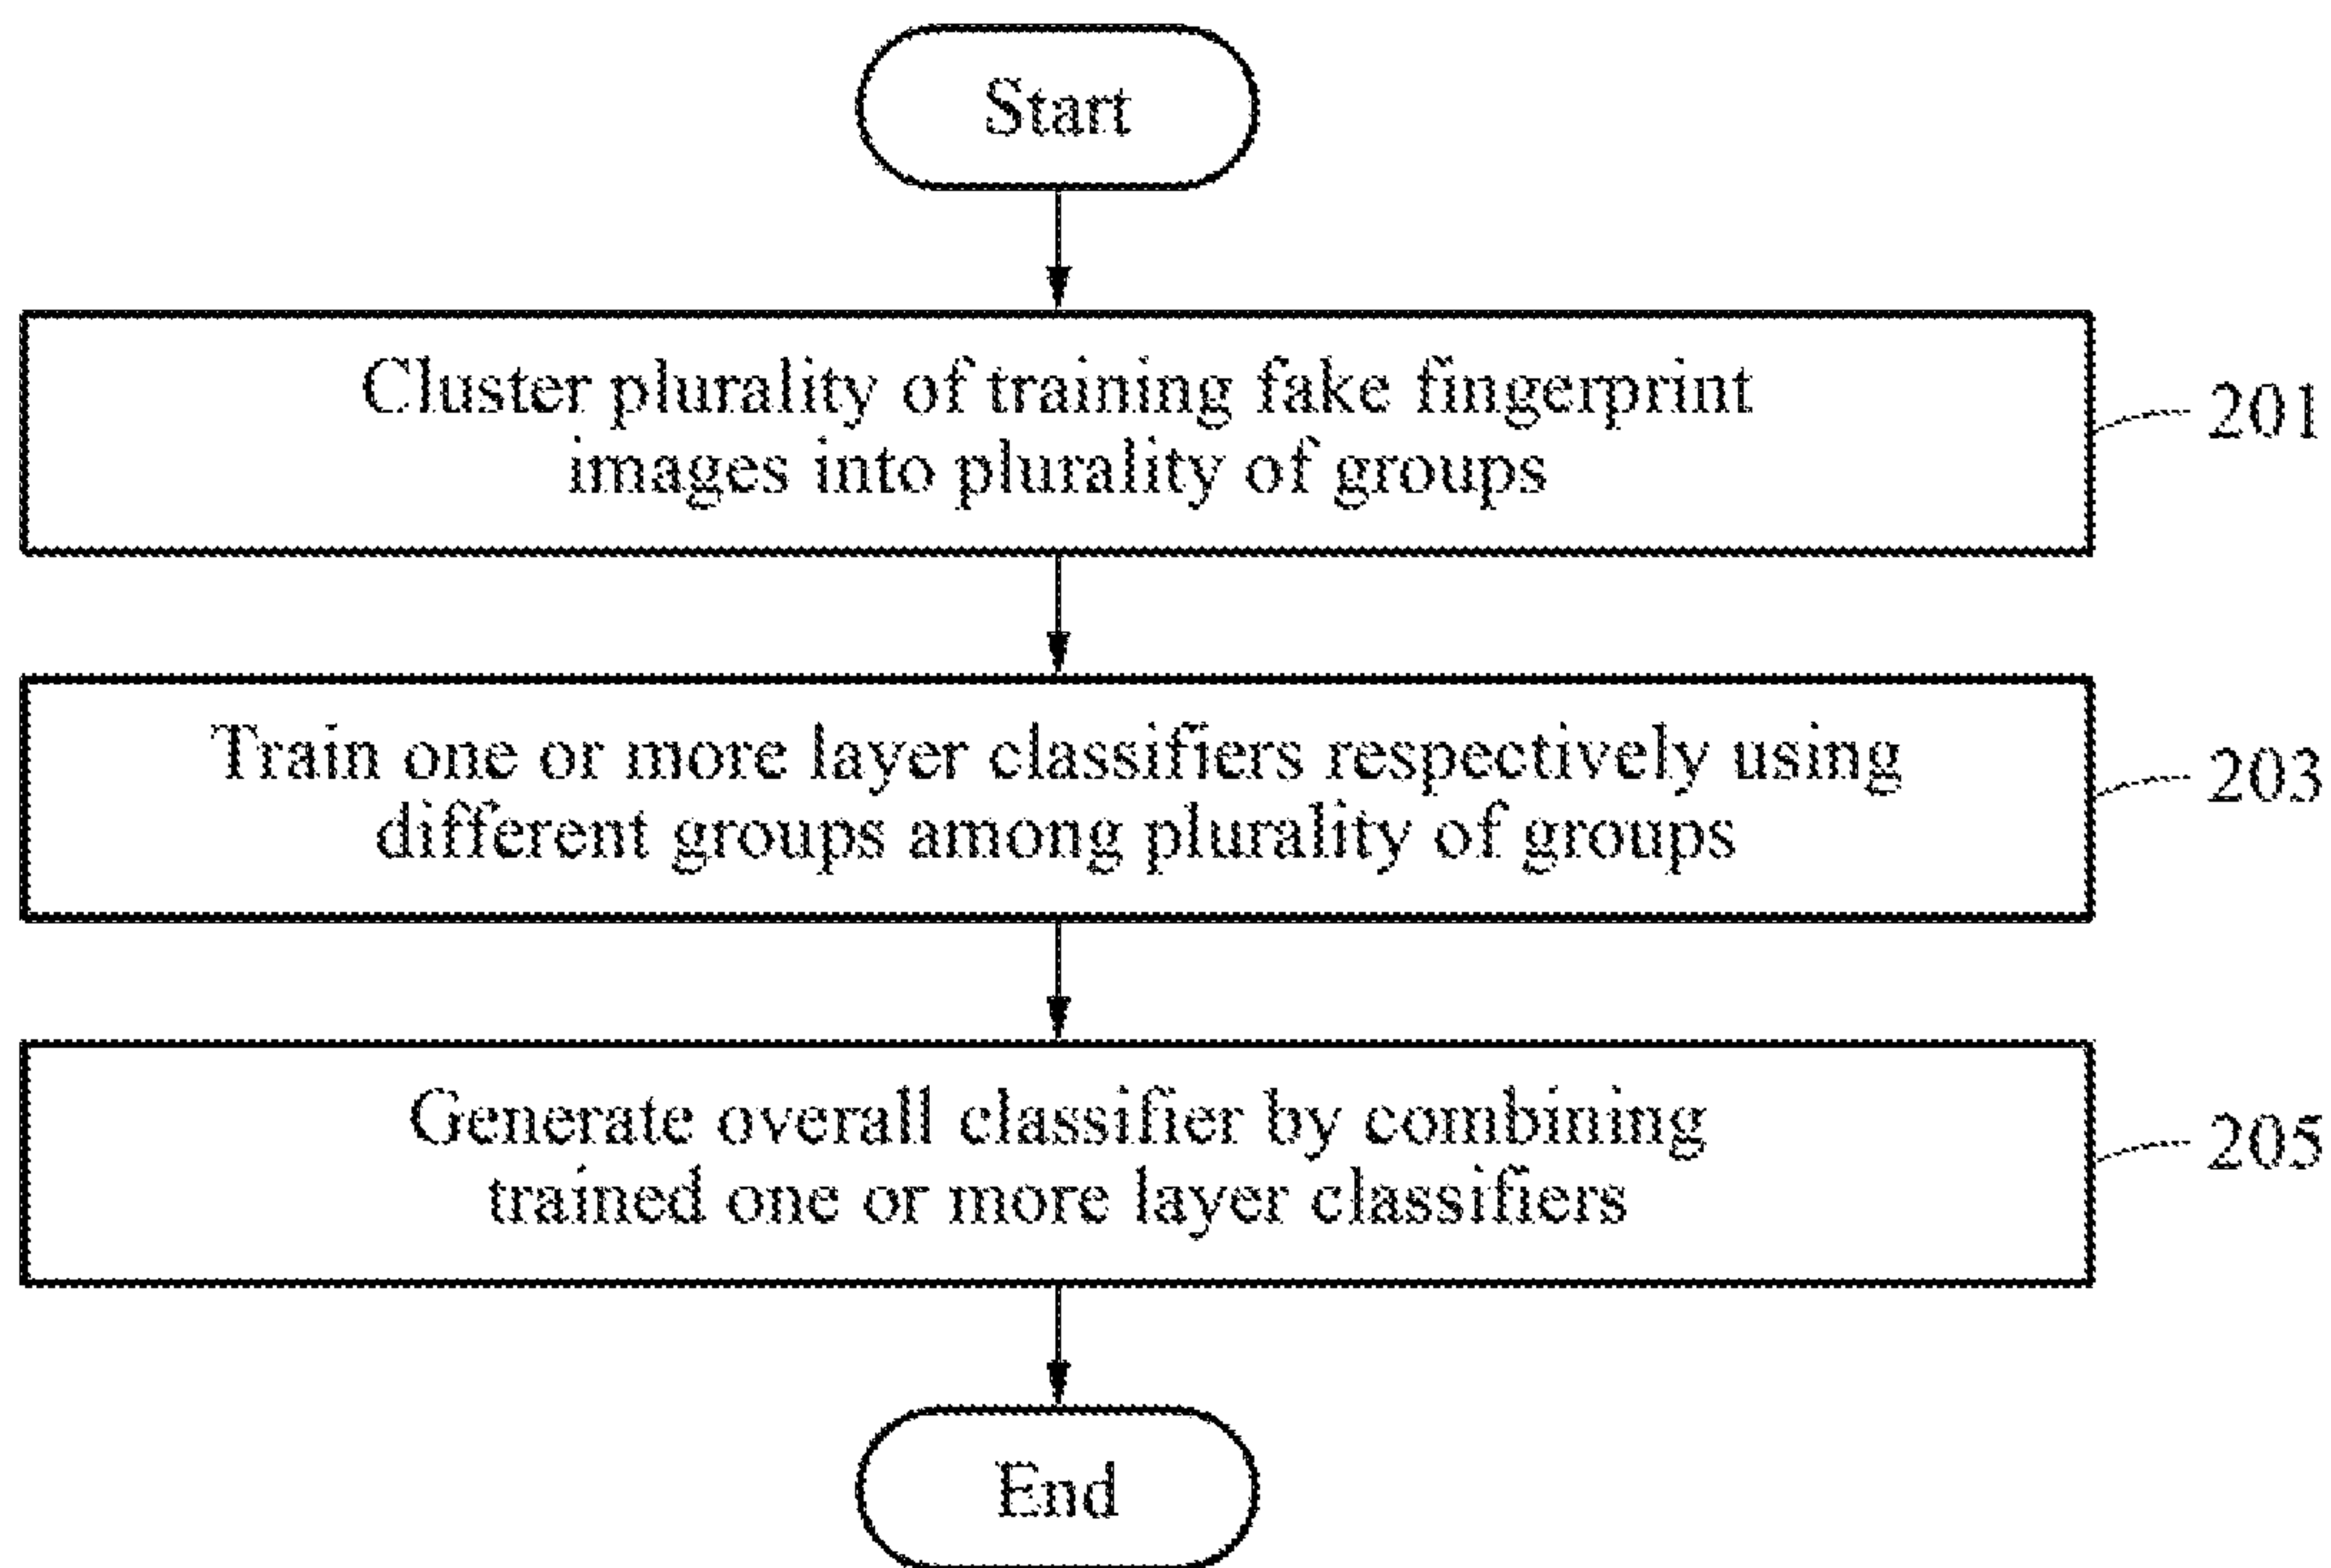 Start
Cluster plurality of training fake fingerprint
images into plurality of groups
201
Train one or more layer classifiers respectively using
different groups among plurality of groups
203
Generate overall classifier by combining
trained one or more layer classifiers
205
End